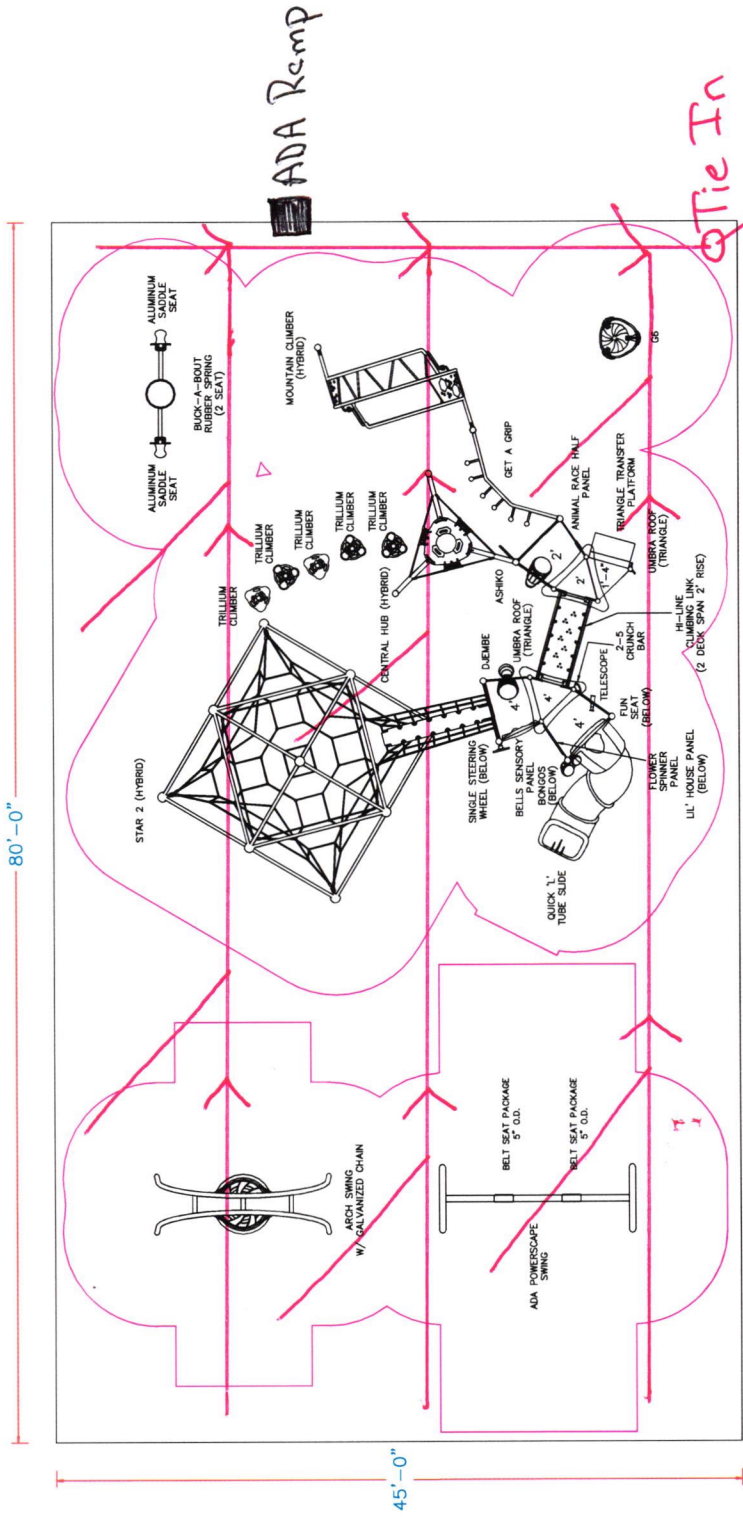 80'-0"
45'-0"
ADA Ramp
Tie In
ALUMINUM
SADDLE
SEAT
BUCK-A-BOUT
RUBBER SPRING
(2 SEAT)
ALUMINUM
SADDLE
SEAT
MOUNTAIN CLIMBER
(HYBRID)
TRILLIUM
CLIMBER
TRILLIUM
CLIMBER
TRILLIUM
CLIMBER
TRILLIUM
CLIMBER
TRILLIUM
CLIMBER
STAR 2 (HYBRID)
CENTRAL HUB (HYBRID)
GET A GRIP
G6
ANIMAL RACE HALF
PANEL
TRIANGLE TRANSFER
PLATFORM
UMBRA ROOF
(TRIANGLE)
ASHIKO
2'
2'
1'-4"
UMBRA ROOF
(TRIANGLE)
DJEMBE
HI-LINE
CLIMBING LINK
(2 DECK SPAN 2' RISE)
2-5
CRUNCH
BAR
TELESCOPE
FUN
SEAT
(BELOW)
4'
4'
4'
SINGLE STEERING
WHEEL (BELOW)
BELLS SENSORY
PANEL
BONGOS
(BELOW)
FLOWER
SPINNER
PANEL
LIL' HOUSE PANEL
(BELOW)
QUICK 'L'
TUBE SLIDE
ARCH SWING
W/ GALVANIZED CHAIN
BELT SEAT PACKAGE
5" O.D.
BELT SEAT PACKAGE
5" O.D.
ADA POWERSCAPE
SWING